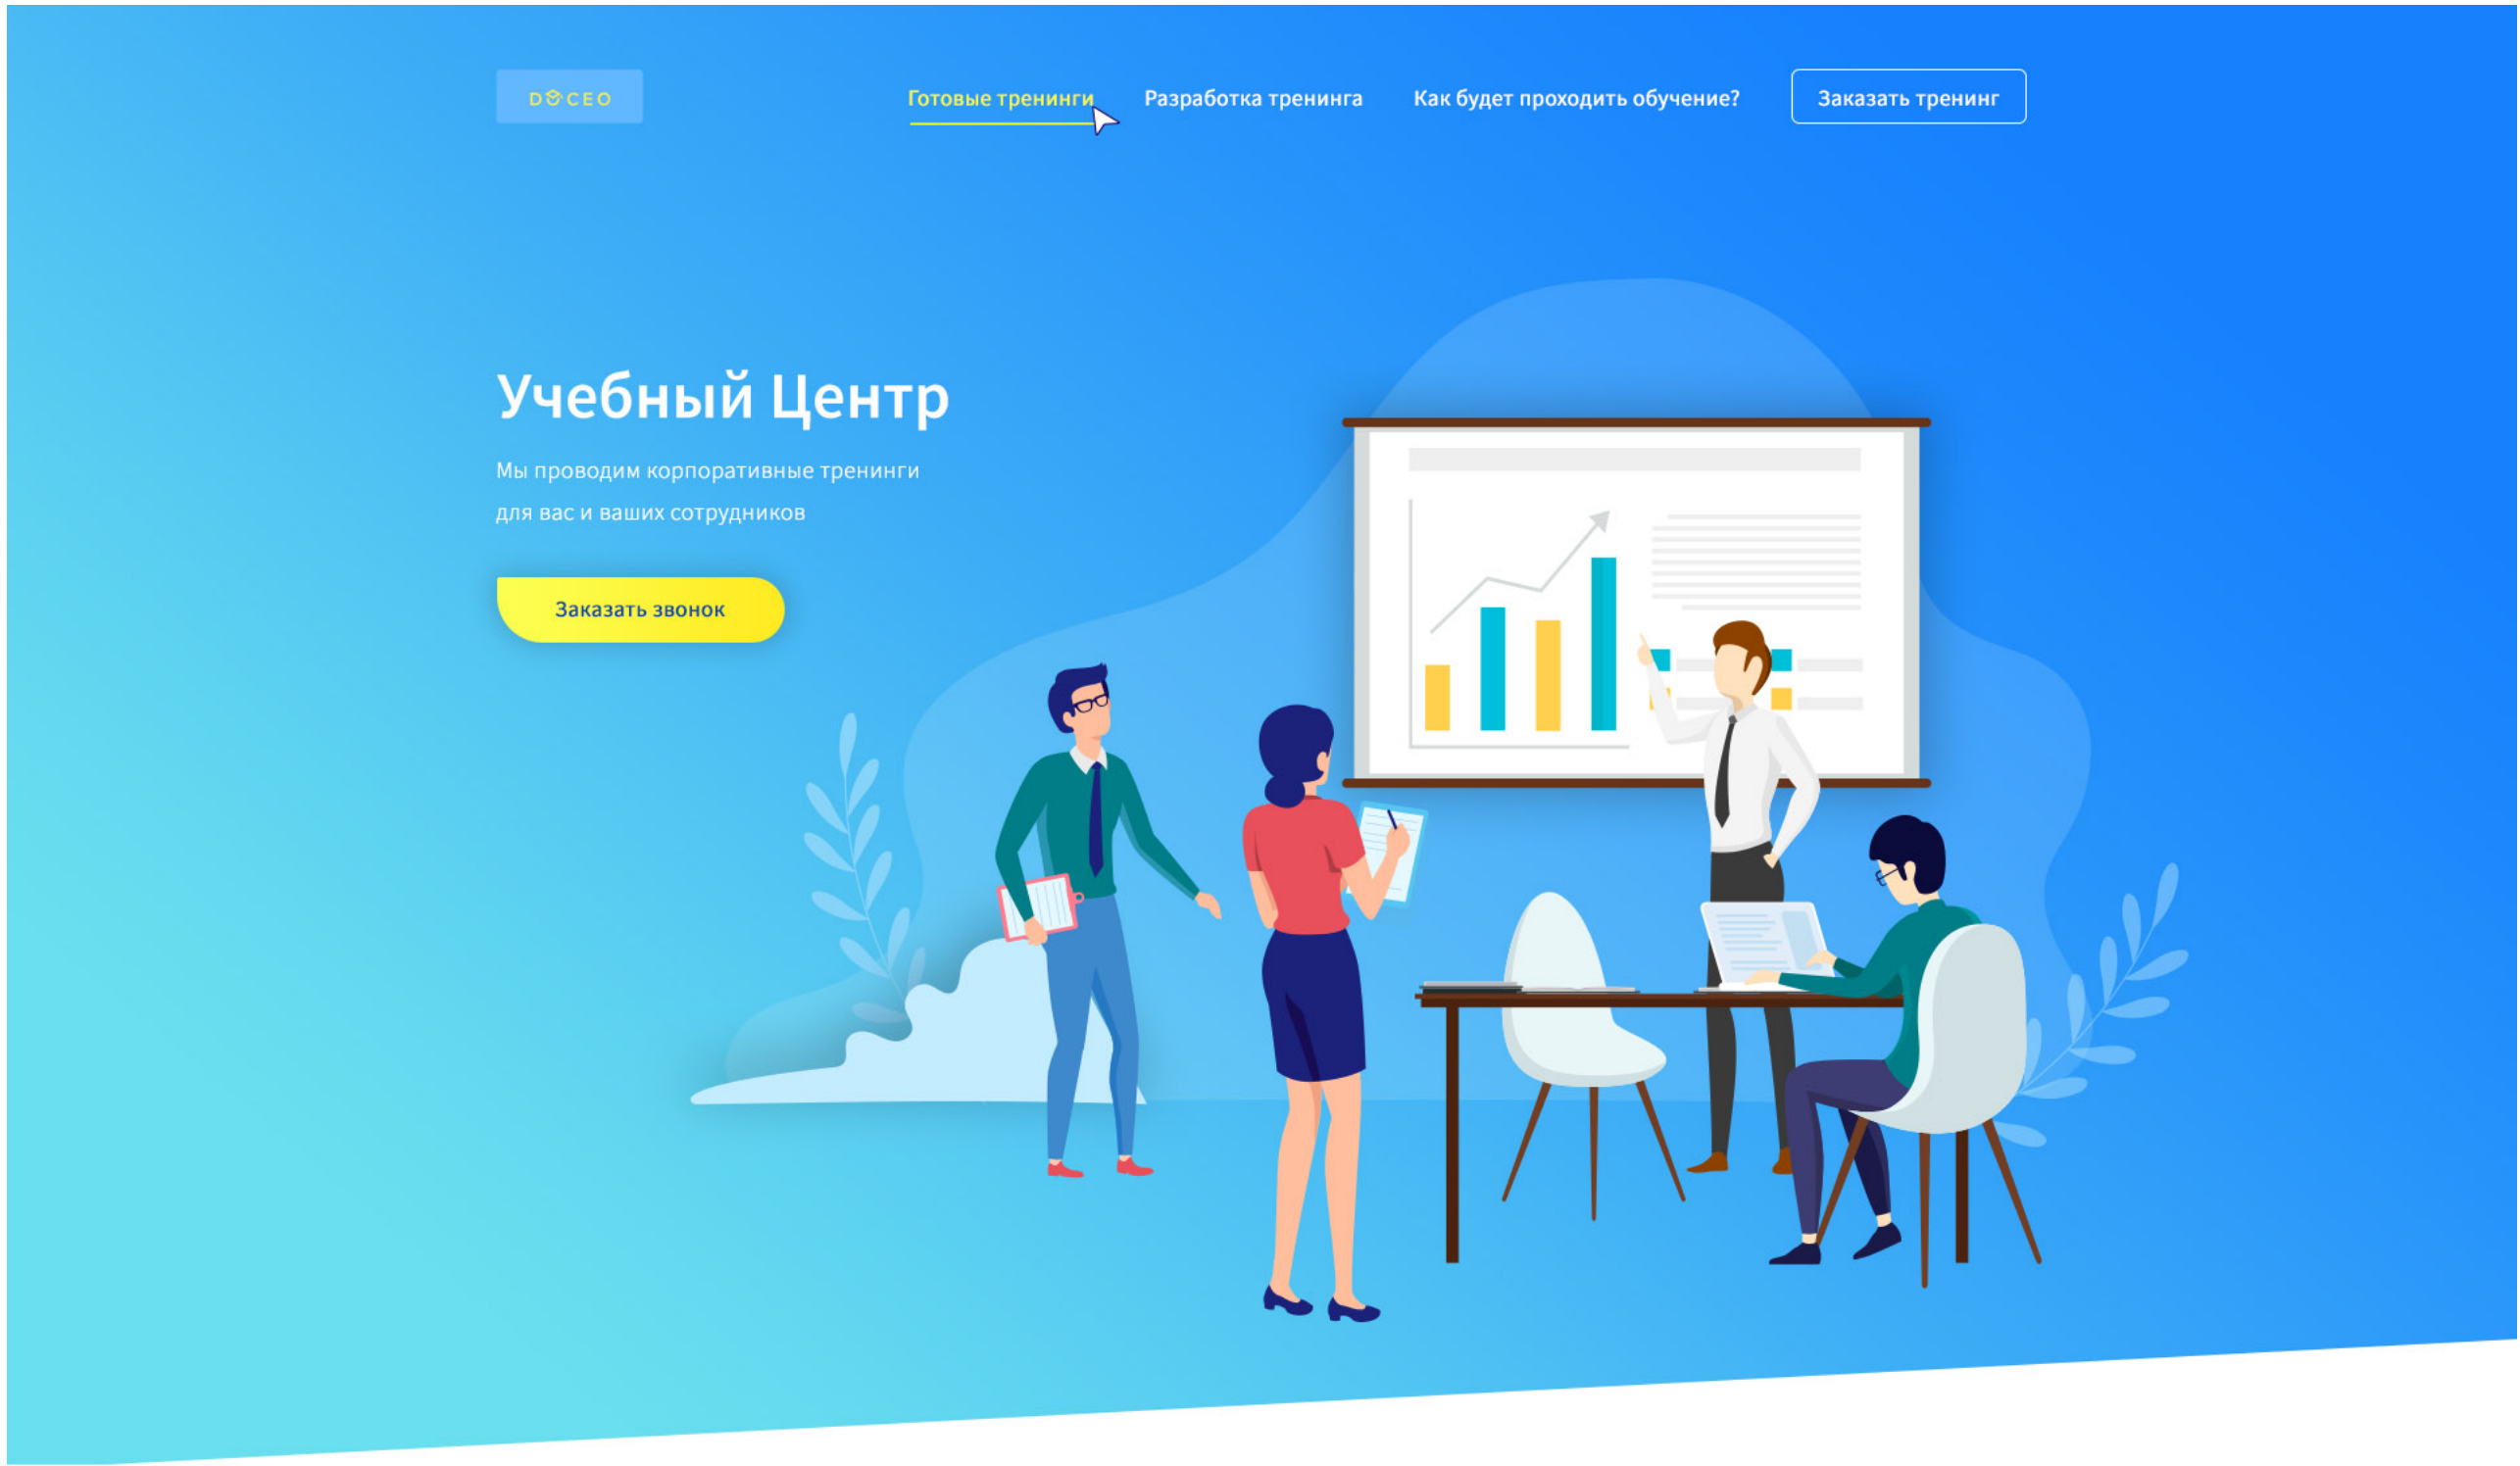 DOCEO
Готовые тренинги
Разработка тренинга
Как будет проходить обучение?
Заказать тренинг
Учебный Центр
Мы проводим корпоративные тренинги
для вас и ваших сотрудников
Заказать звонок